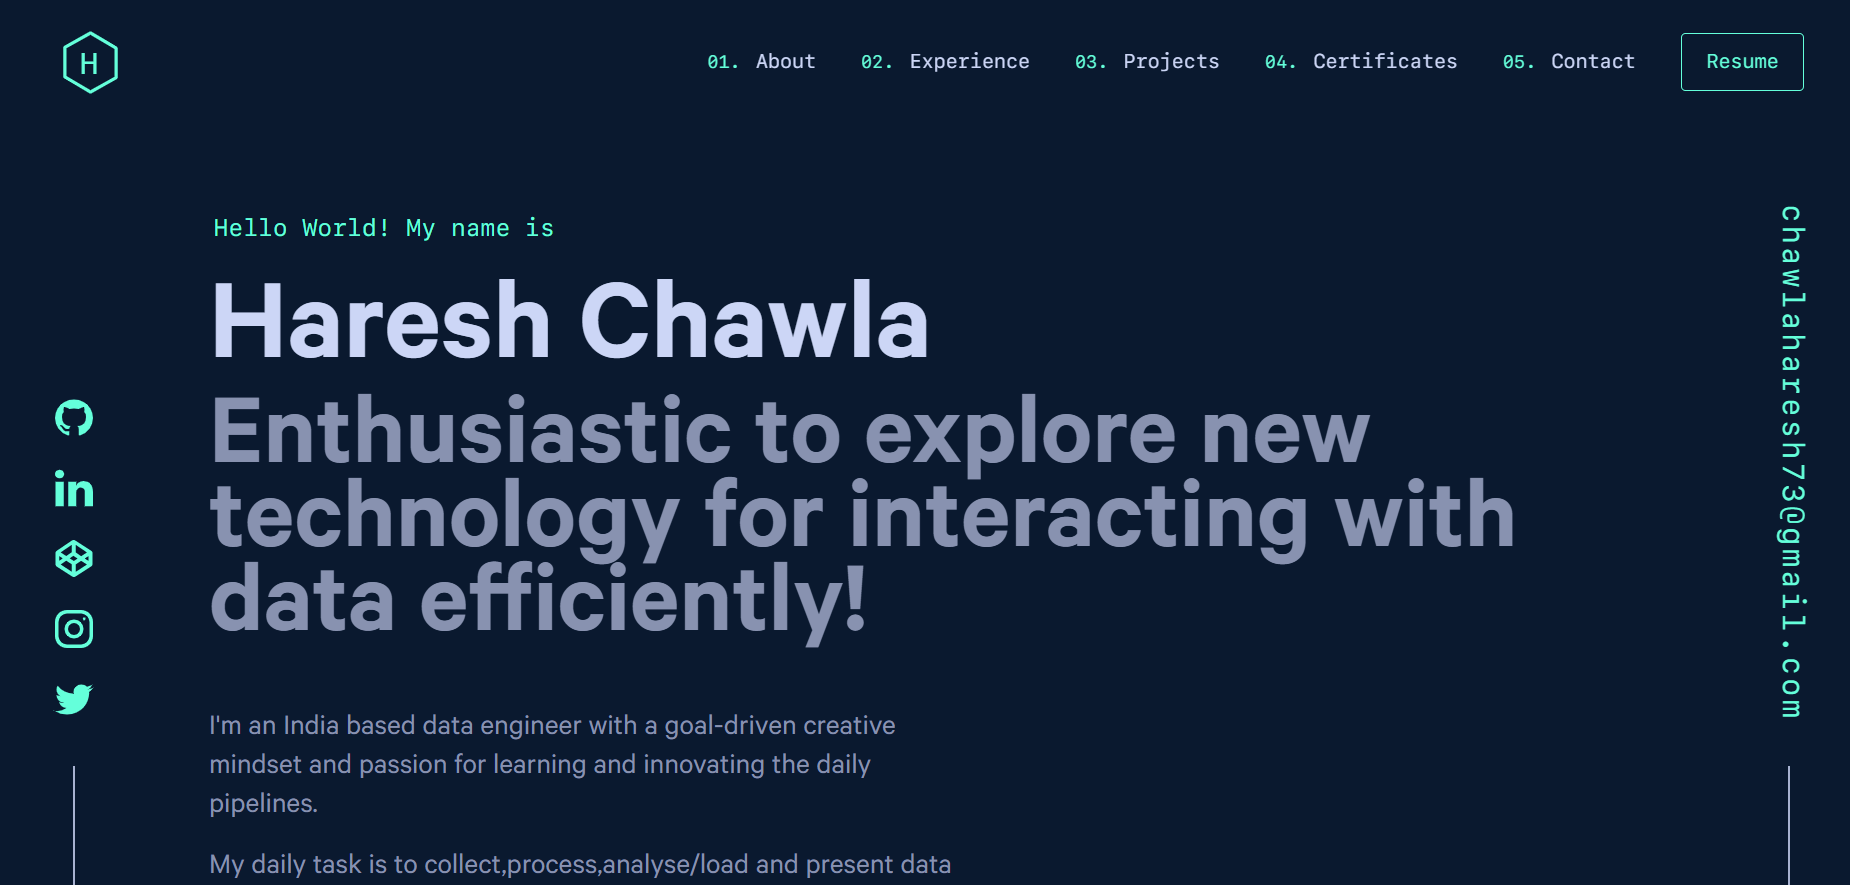 H
01. About 02. Experience 03. Projects 04. Certificates 05. Contact Resume
Hello World! My name is
Haresh Chawla
Enthusiastic to explore new
technology for interacting with
data efficiently!
I'm an India based data engineer with a goal-driven creative
mindset and passion for learning and innovating the daily
pipelines.
My daily task is to collect,process,analyse/load and present data
chawlaharesh73@gmail.com